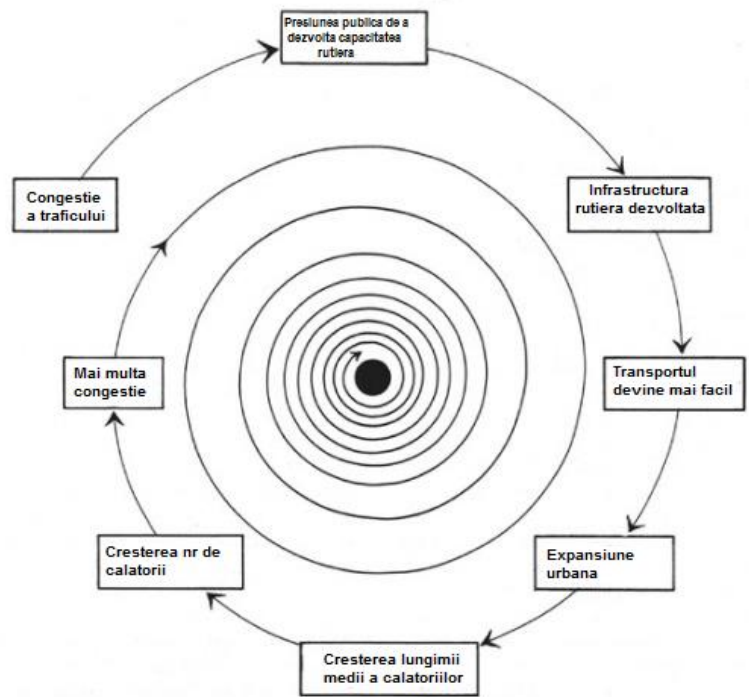 Presiunea publica de a
dezvolta capacitatea
rutiera
Congestie
a traficului
Infrastructura
rutiera dezvoltata
Transportul
devine mai facil
Expansiune
urbana
Cresterea lungimii
medii a calatoriilor
Cresterea nr de
calatorii
Mai multa
congestie